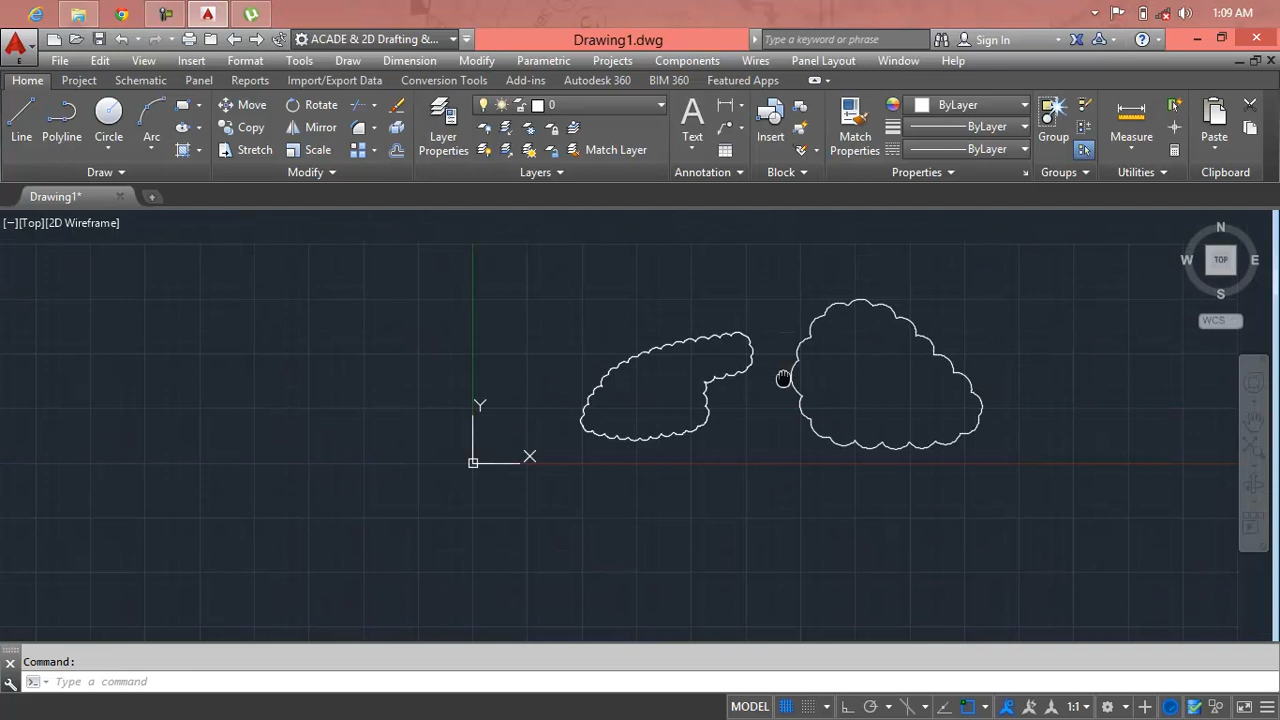 1:09 AM
ACADE & 2D Drafting &...
Drawing1.dwg
Type a keyword or phrase
Sign In
E
File Edit View Insert Format Tools Draw Dimension Modify Parametric Projects Components Wires Panel Layout Window Help
Home Project Schematic Panel Reports Import/Export Data Conversion Tools Add-ins Autodesk 360 BIM 360 Featured Apps
Move Rotate 0 ByLayer
Line Polyline Circle Arc Copy Mirror Layer Properties Text Insert Match Properties ByLayer Group Measure Paste
Stretch Scale Match Layer ByLayer
Draw Modify Layers Annotation Block Properties Groups Utilities Clipboard
Drawing1*
[−][Top][2D Wireframe]
N
W TOP E
S
WCS
Y
X
Command:
Type a command
MODEL 1:1